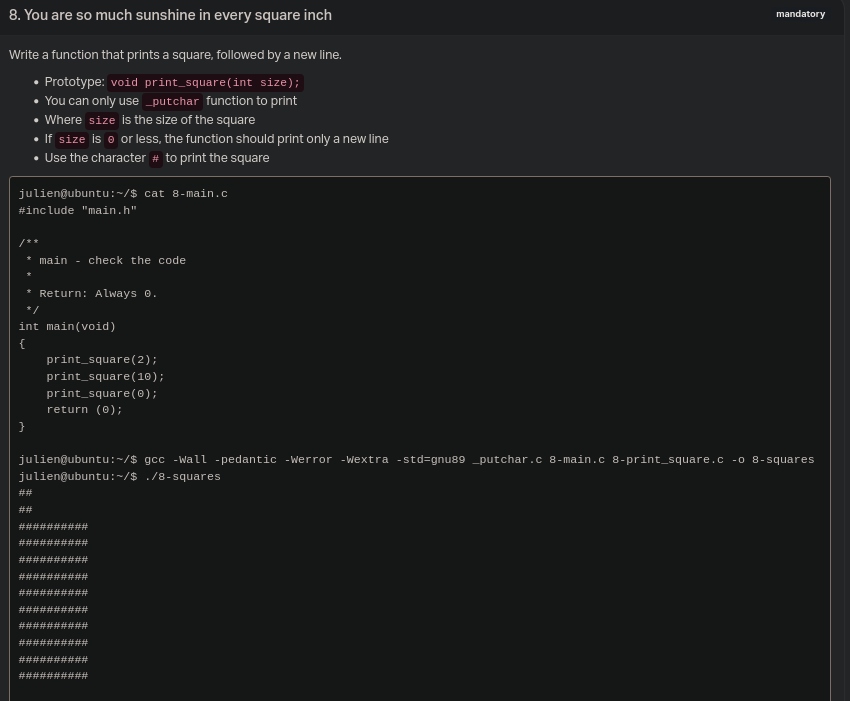 8. You are so much sunshine in every square inch
mandatory
Write a function that prints a square, followed by a new line.
• Prototype: void print_square(int size);
• You can only use _putchar function to print
• Where size is the size of the square
• If size is 0 or less, the function should print only a new line
• Use the character # to print the square
julien@ubuntu:~/$ cat 8-main.c
#include "main.h"

/**
 * main - check the code
 *
 * Return: Always 0.
 */
int main(void)
{
    print_square(2);
    print_square(10);
    print_square(0);
    return (0);
}

julien@ubuntu:~/$ gcc -Wall -pedantic -Werror -Wextra -std=gnu89 _putchar.c 8-main.c 8-print_square.c -o 8-squares
julien@ubuntu:~/$ ./8-squares
##
##
##########
##########
##########
##########
##########
##########
##########
##########
##########
##########